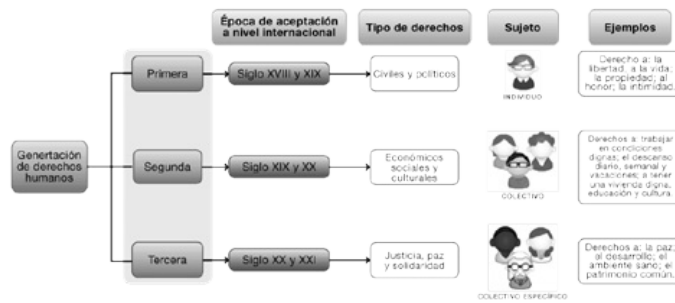 Época de aceptación
a nivel internacional
Tipo de derechos
Sujeto
Ejemplos
Genertación
de derechos
humanos
Primera
Siglo XVIII y XIX
Civiles y políticos
INDIVIDUO
Derecho a: la
libertad, a la vida;
la propiedad; al
honor; la intimidad.
Segunda
Siglo XIX y XX
Económicos
sociales y
culturales
COLECTIVO
Derechos a: trabajar
en condiciones
dignas; el descanso
diario, semanal y
vacaciones; a tener
una vivienda digna,
educación y cultura.
Tercera
Siglo XX y XXI
Justicia, paz
y solidaridad
COLECTIVO ESPECÍFICO
Derechos a: la paz;
el desarrollo; el
ambiente sano; el
patrimonio común.